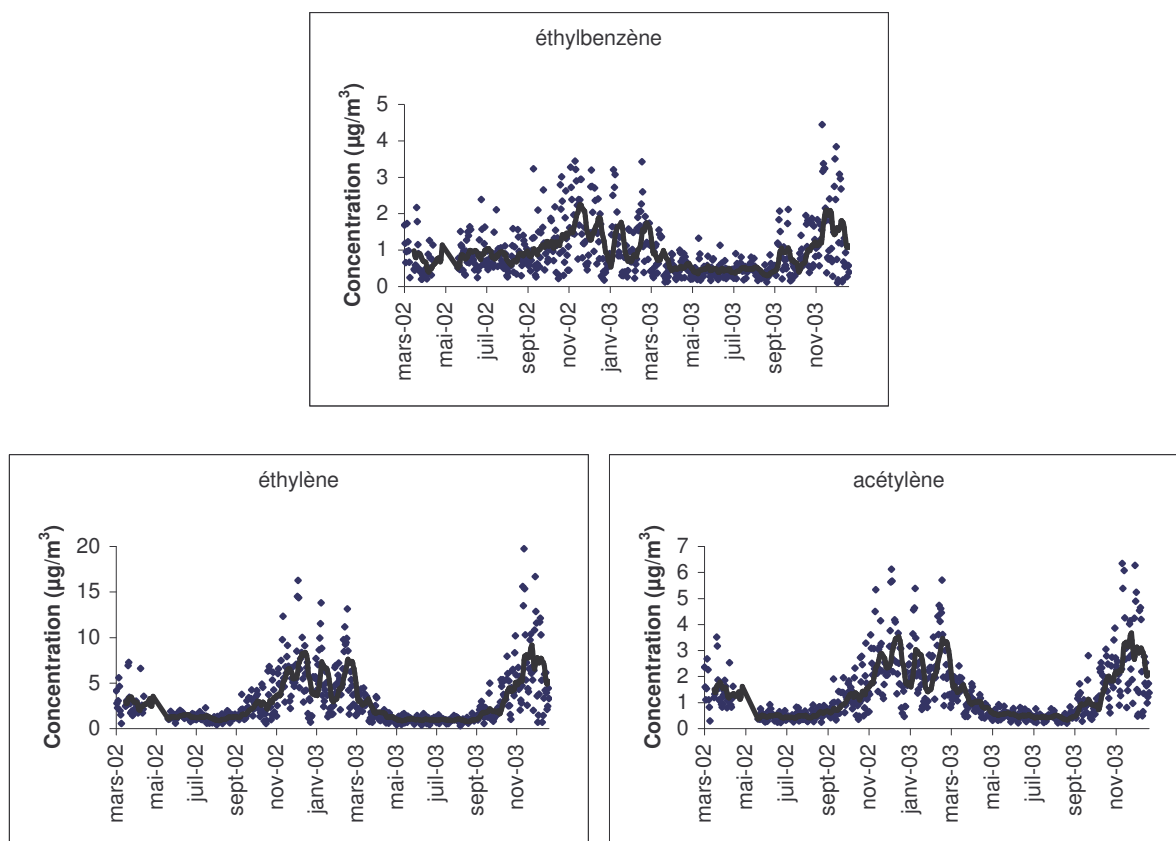 éthylbenzène
Concentration (µg/m³)
5
4
3
2
1
0
mars-02
mai-02
juil-02
sept-02
nov-02
janv-03
mars-03
mai-03
juil-03
sept-03
nov-03
éthylène
Concentration (µg/m³)
20
15
10
5
0
mars-02
mai-02
juil-02
sept-02
nov-02
janv-03
mars-03
mai-03
juil-03
sept-03
nov-03
acétylène
Concentration (µg/m³)
7
6
5
4
3
2
1
0
mars-02
mai-02
juil-02
sept-02
nov-02
janv-03
mars-03
mai-03
juil-03
sept-03
nov-03